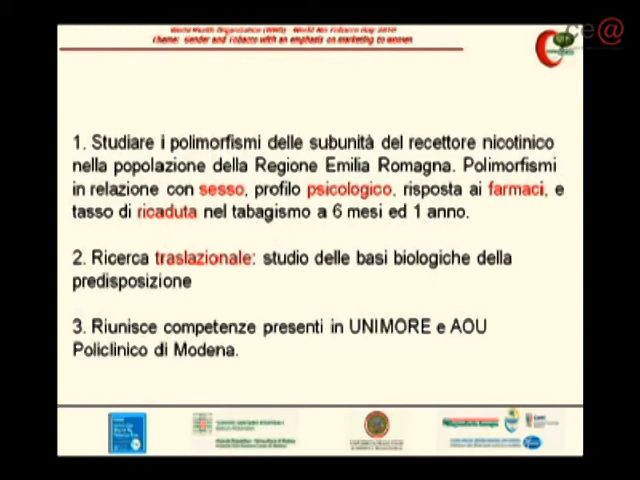 World Health Organization (WHO) - World No Tobacco Day 2010
Theme: Gender and Tobacco with an emphasis on marketing to women
ce@
1. Studiare i polimorfismi delle subunità del recettore nicotinico
nella popolazione della Regione Emilia Romagna. Polimorfismi
in relazione con sesso, profilo psicologico, risposta ai farmaci, e
tasso di ricaduta nel tabagismo a 6 mesi ed 1 anno.
2. Ricerca traslazionale: studio delle basi biologiche della
predisposizione
3. Riunisce competenze presenti in UNIMORE e AOU
Policlinico di Modena.